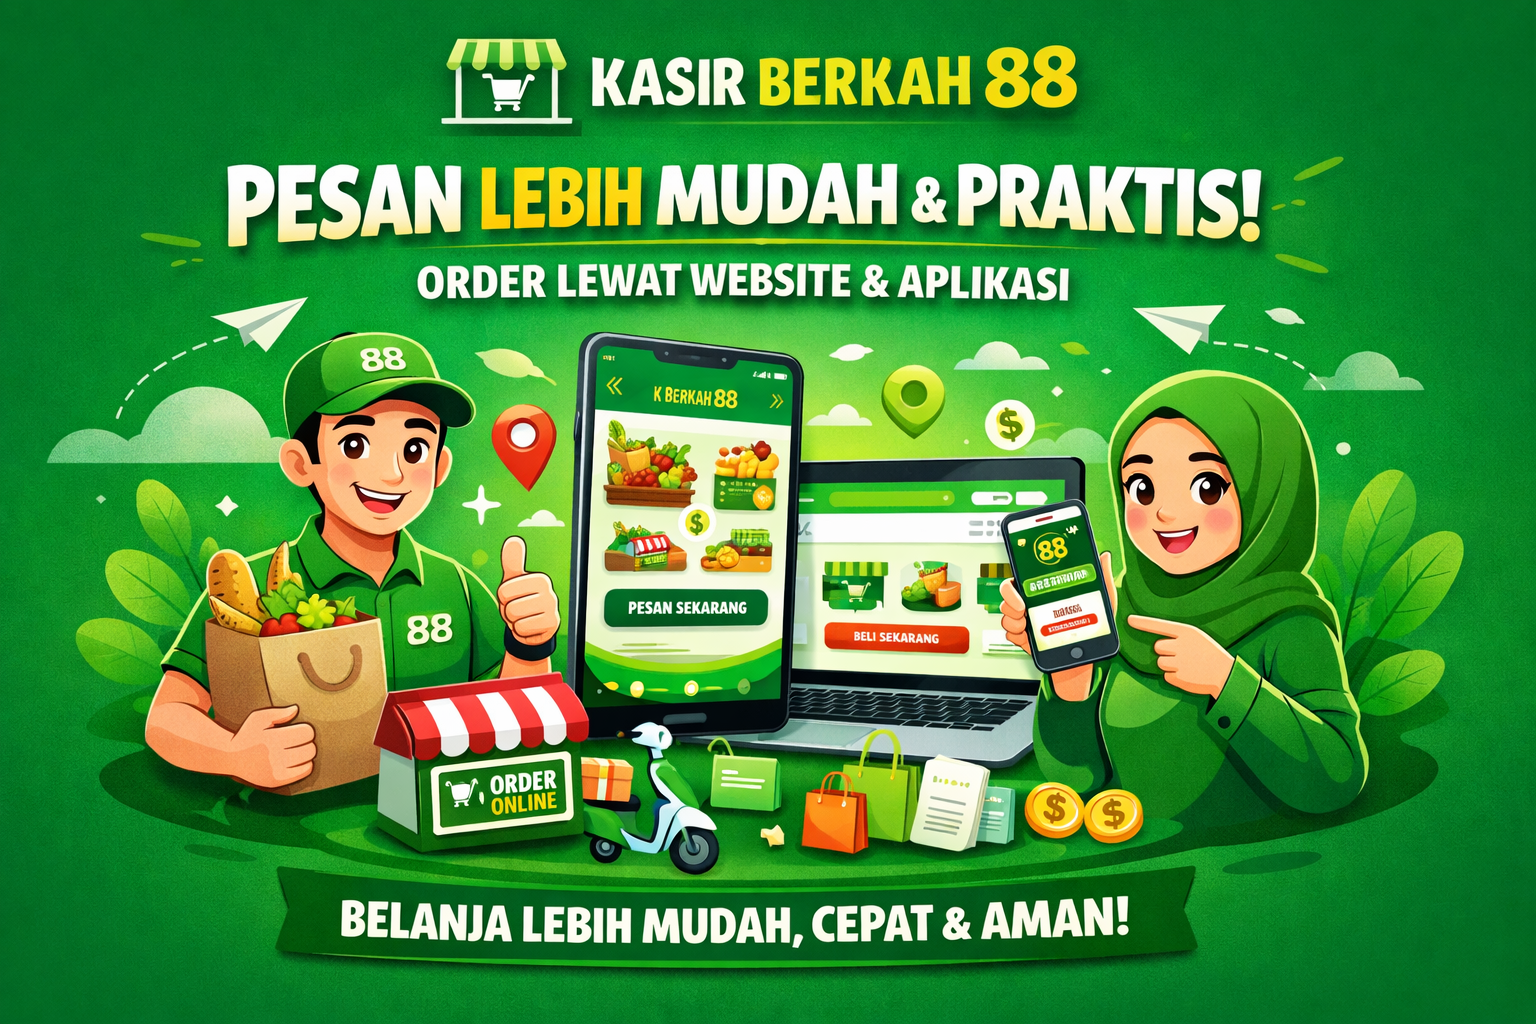 KASIR BERKAH 88
PESAN LEBIH MUDAH & PRAKTIS!
ORDER LEWAT WEBSITE & APLIKASI
88
88
K BERKAH 88
PESAN SEKARANG
BELI SEKARANG
88
ORDER
ONLINE
BELANJA LEBIH MUDAH, CEPAT & AMAN!